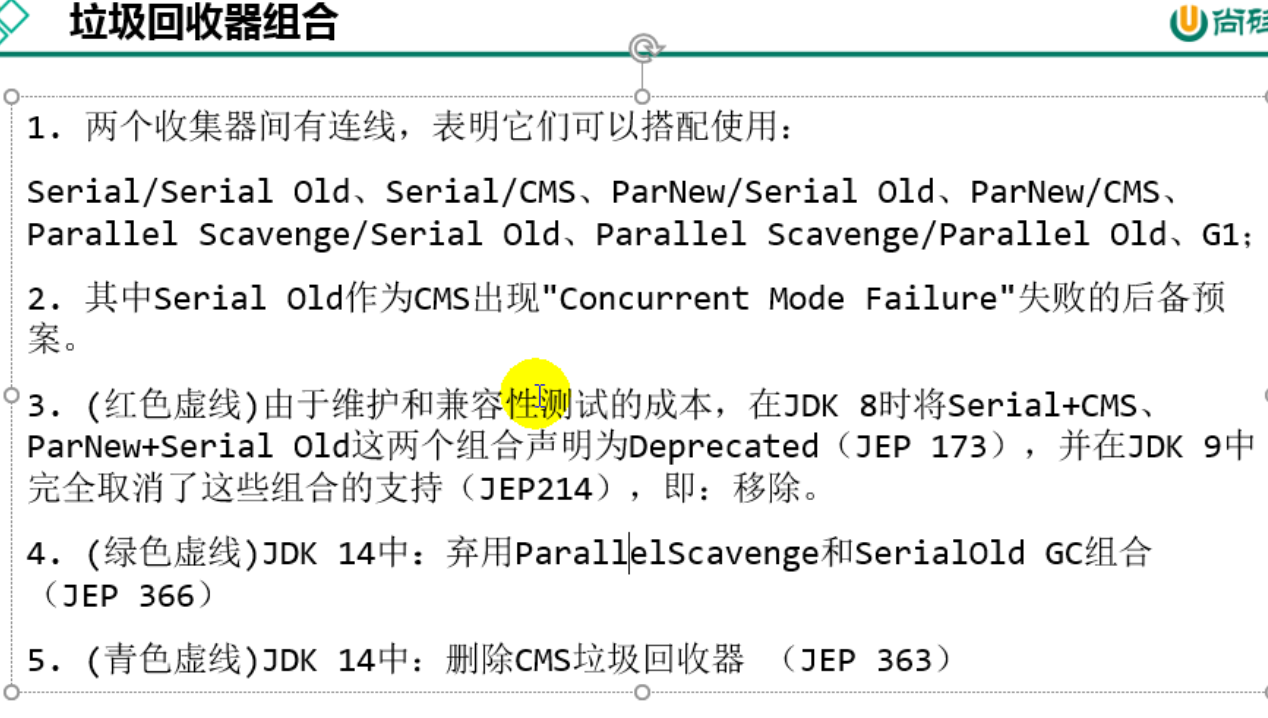 垃圾回收器组合
尚硅
1. 两个收集器间有连线，表明它们可以搭配使用：
Serial/Serial Old、Serial/CMS、ParNew/Serial Old、ParNew/CMS、
Parallel Scavenge/Serial Old、Parallel Scavenge/Parallel Old、G1；
2. 其中Serial Old作为CMS出现"Concurrent Mode Failure"失败的后备预
案。
3. (红色虚线)由于维护和兼容性测试的成本，在JDK 8时将Serial+CMS、
ParNew+Serial Old这两个组合声明为Deprecated（JEP 173），并在JDK 9中
完全取消了这些组合的支持（JEP214），即：移除。
4. (绿色虚线)JDK 14中：弃用ParallelScavenge和SerialOld GC组合
（JEP 366）
5. (青色虚线)JDK 14中：删除CMS垃圾回收器 （JEP 363）